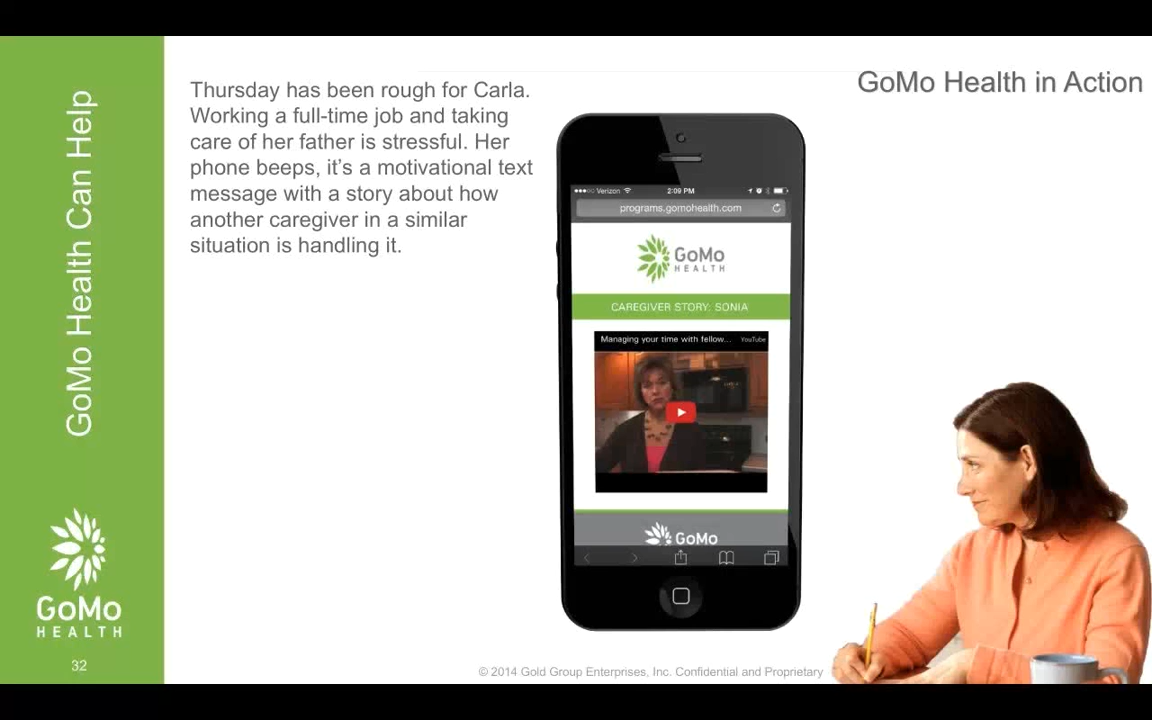 GoMo Health Can Help
GoMo
HEALTH
32
Thursday has been rough for Carla.
Working a full-time job and taking
care of her father is stressful. Her
phone beeps, it's a motivational text
message with a story about how
another caregiver in a similar
situation is handling it.
GoMo Health in Action
Verizon 2:09 PM
programs.gomohealth.com
GoMo
HEALTH
CAREGIVER STORY: SONIA
Managing your time with fellow... YouTube
GoMo
© 2014 Gold Group Enterprises, Inc. Confidential and Proprietary